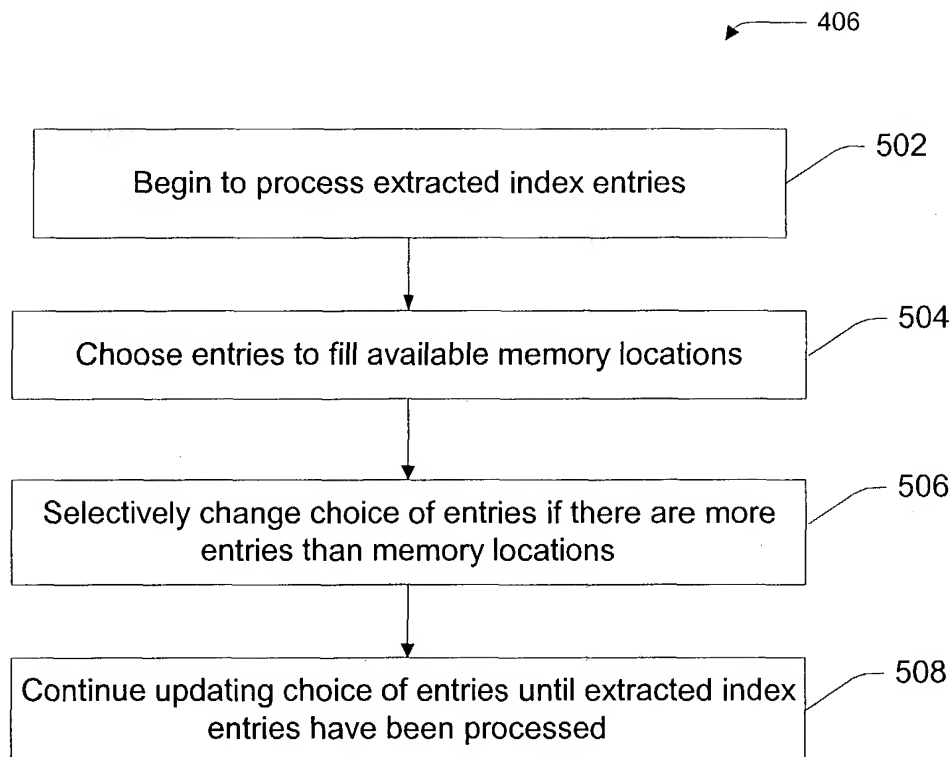 406
Begin to process extracted index entries
502
Choose entries to fill available memory locations
504
Selectively change choice of entries if there are more
entries than memory locations
506
Continue updating choice of entries until extracted index
entries have been processed
508